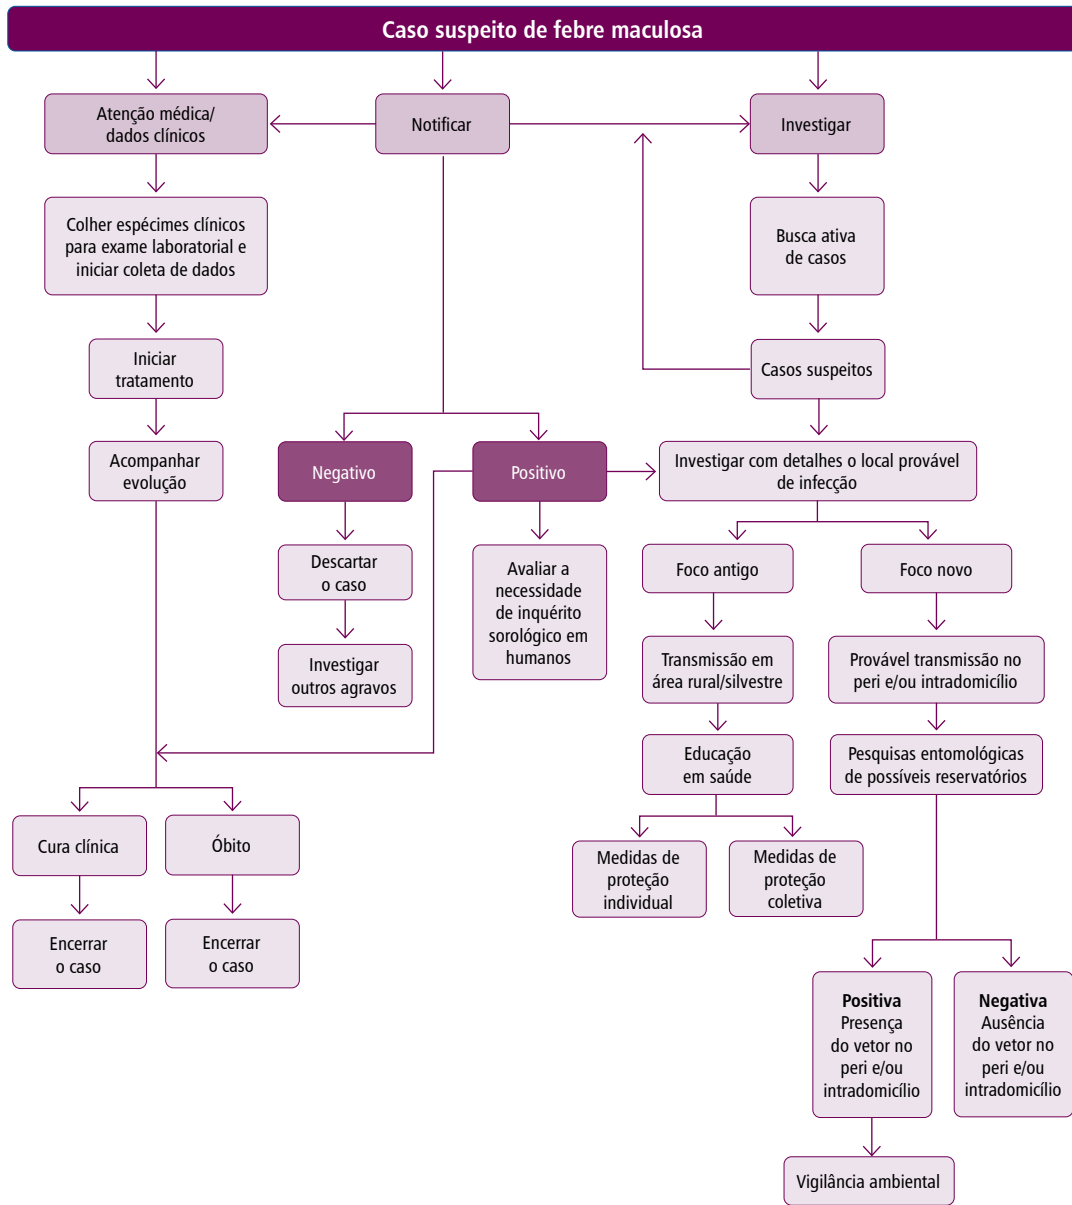 Caso suspeito de febre maculosa
Atenção médica/
dados clínicos
Notificar
Investigar
Colher espécimes clínicos
para exame laboratorial e
iniciar coleta de dados
Busca ativa
de casos
Iniciar
tratamento
Casos suspeitos
Acompanhar
evolução
Negativo
Positivo
Investigar com detalhes o local provável
de infecção
Descartar
o caso
Avaliar a
necessidade
de inquérito
sorológico em
humanos
Foco antigo
Foco novo
Investigar
outros agravos
Transmissão em
área rural/silvestre
Provável transmissão no
peri e/ou intradomicílio
Educação
em saúde
Pesquisas entomológicas
de possíveis reservatórios
Cura clínica
Óbito
Medidas de
proteção
individual
Medidas de
proteção
coletiva
Encerrar
o caso
Encerrar
o caso
Positiva
Presença
do vetor no
peri e/ou
intradomicílio
Negativa
Ausência
do vetor no
peri e/ou
intradomicílio
Vigilância ambiental